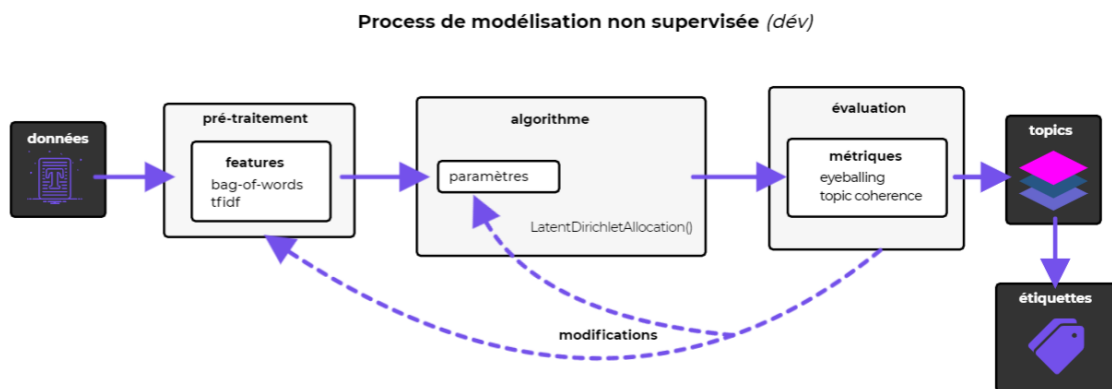 Process de modélisation non supervisée (dév)
données
T
pré-traitement
features
bag-of-words
tfidf
algorithme
paramètres
LatentDirichletAllocation()
évaluation
métriques
eyeballing
topic coherence
topics
étiquettes
modifications